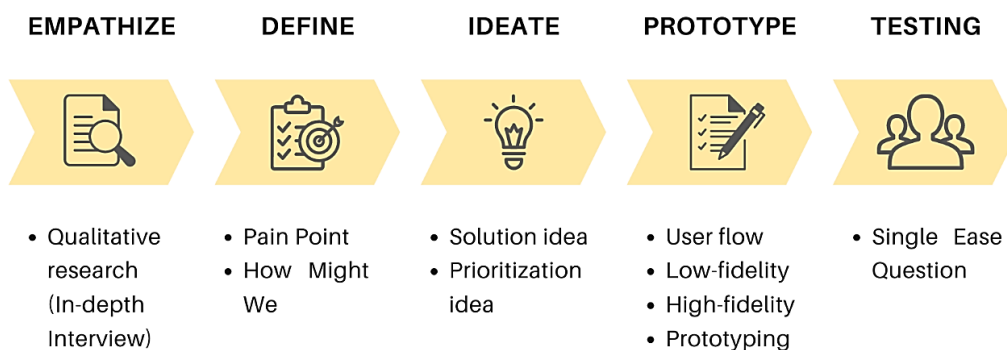 EMPATHIZE
DEFINE
IDEATE
PROTOTYPE
TESTING
• Qualitative
research
(In-depth
Interview)
• Pain Point
• How Might
We
• Solution idea
• Prioritization
idea
• User flow
• Low-fidelity
• High-fidelity
• Prototyping
• Single Ease
Question